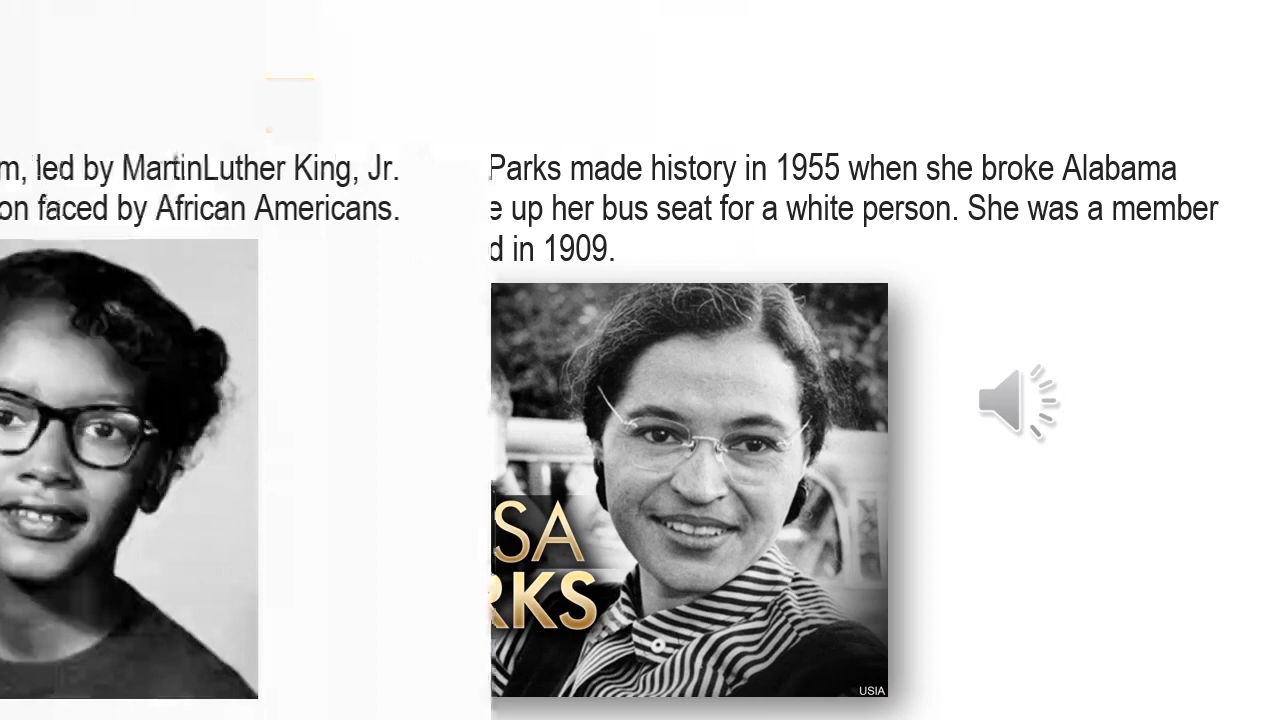 m, led by MartinLuther King, Jr.
on faced by African Americans.
Parks made history in 1955 when she broke Alabama
e up her bus seat for a white person. She was a member
d in 1909.
SA
RKS
USIA